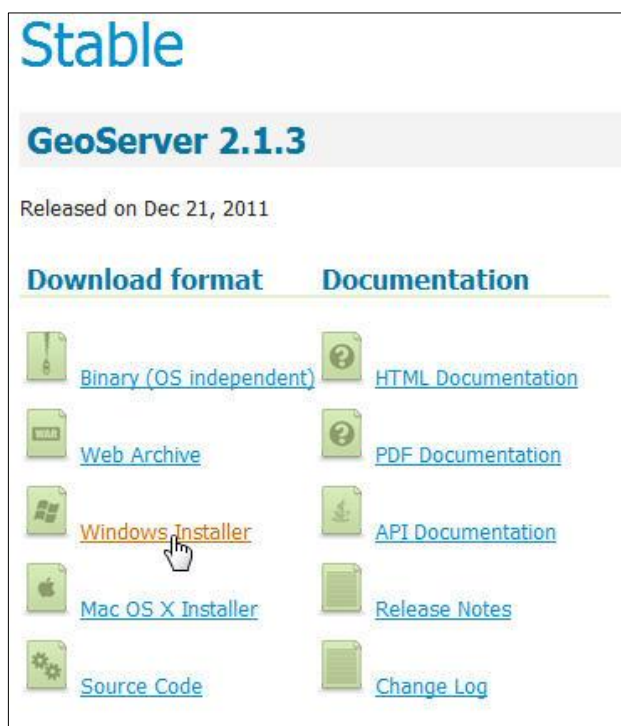 Stable
GeoServer 2.1.3
Released on Dec 21, 2011
Download format
Binary (OS independent)
WAR
Web Archive
Windows Installer
Mac OS X Installer
Source Code
Documentation
HTML Documentation
PDF Documentation
API Documentation
Release Notes
Change Log